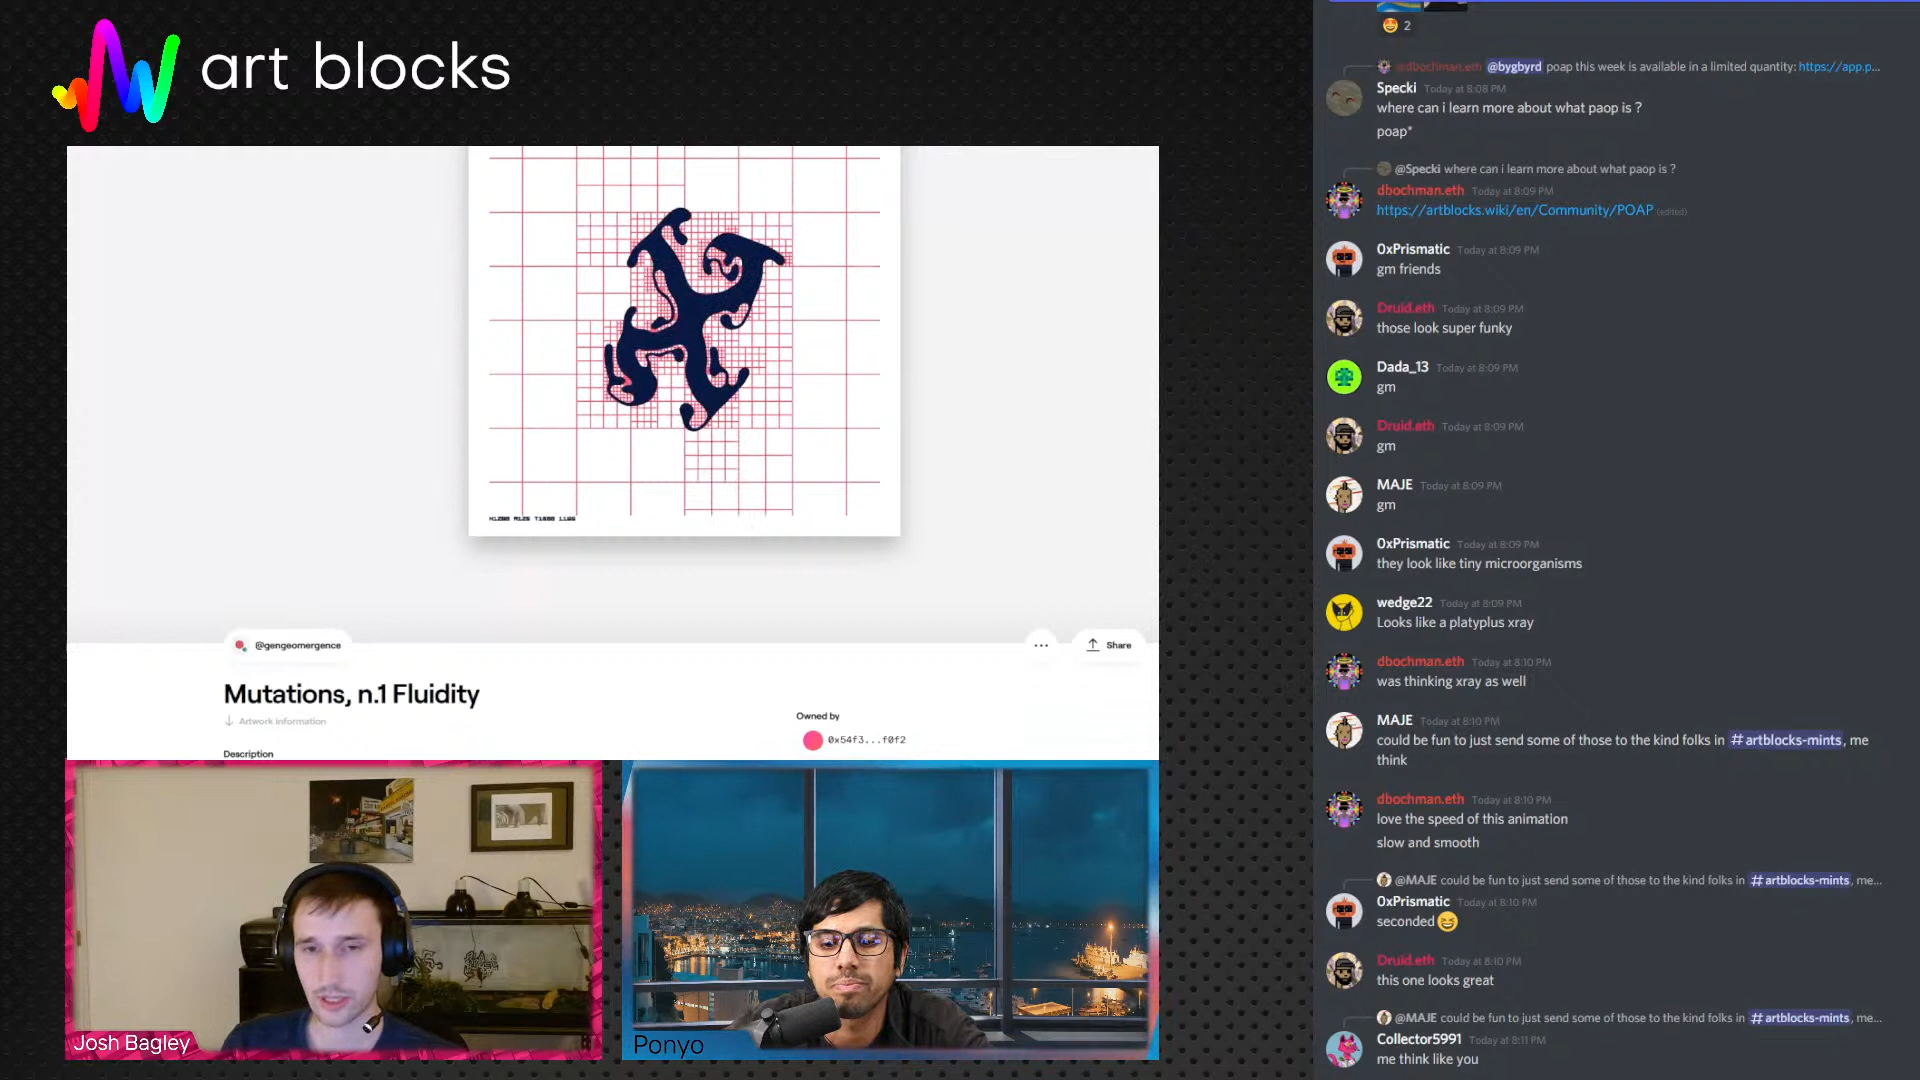 art blocks
@gengeomergence
...
Share
Mutations, n.1 Fluidity
Artwork information
Owned by
0x54f3...f0f2
Description
Josh Bagley
Ponyo
2
@dbochman.eth @bygbyrd poap this week is available in a limited quantity: https://app.p...
Specki Today at 8:08 PM
where can i learn more about what paop is ?
poap*
@Specki where can i learn more about what paop is ?
dbochman.eth Today at 8:09 PM
https://artblocks.wiki/en/Community/POAP (edited)
0xPrismatic Today at 8:09 PM
gm friends
Druid.eth Today at 8:09 PM
those look super funky
Dada_13 Today at 8:09 PM
gm
Druid.eth Today at 8:09 PM
gm
MAJE Today at 8:09 PM
gm
0xPrismatic Today at 8:09 PM
they look like tiny microorganisms
wedge22 Today at 8:09 PM
Looks like a platyplus xray
dbochman.eth Today at 8:10 PM
was thinking xray as well
MAJE Today at 8:10 PM
could be fun to just send some of those to the kind folks in # artblocks-mints, me
think
dbochman.eth Today at 8:10 PM
love the speed of this animation
slow and smooth
@MAJE could be fun to just send some of those to the kind folks in # artblocks-mints, me...
0xPrismatic Today at 8:10 PM
seconded 😆
Druid.eth Today at 8:10 PM
this one looks great
@MAJE could be fun to just send some of those to the kind folks in # artblocks-mints, me...
Collector5991 Today at 8:11 PM
me think like you